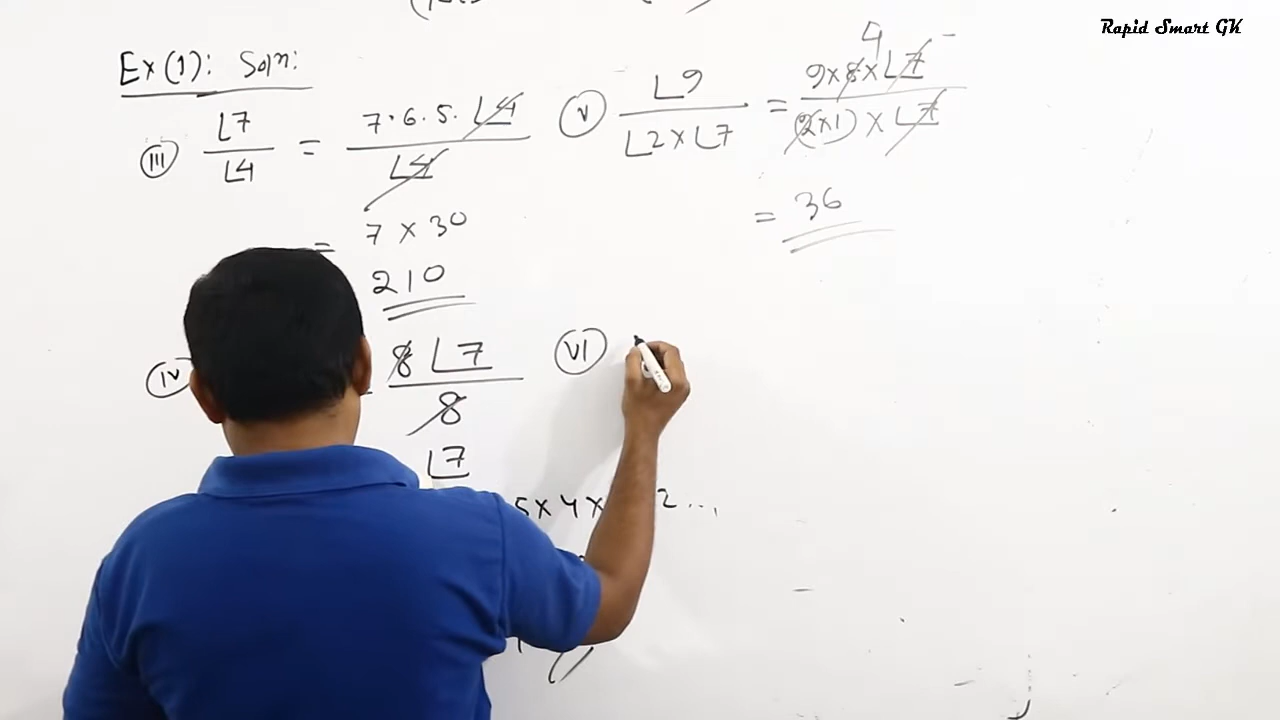 Rapid Smart GK
Ex(1): Soln:
(III) ∟7 / ∟4 = 7·6·5·∟4 / ∟4
= 7 × 30
210
(IV) 8 ∟7 / 8
∟7
5 × 4 × 2 ...
(V) ∟9 / ∟2 × ∟7 = 9 × 8 × ∟7 / (2×1) × ∟7
4
= 36
(VI)